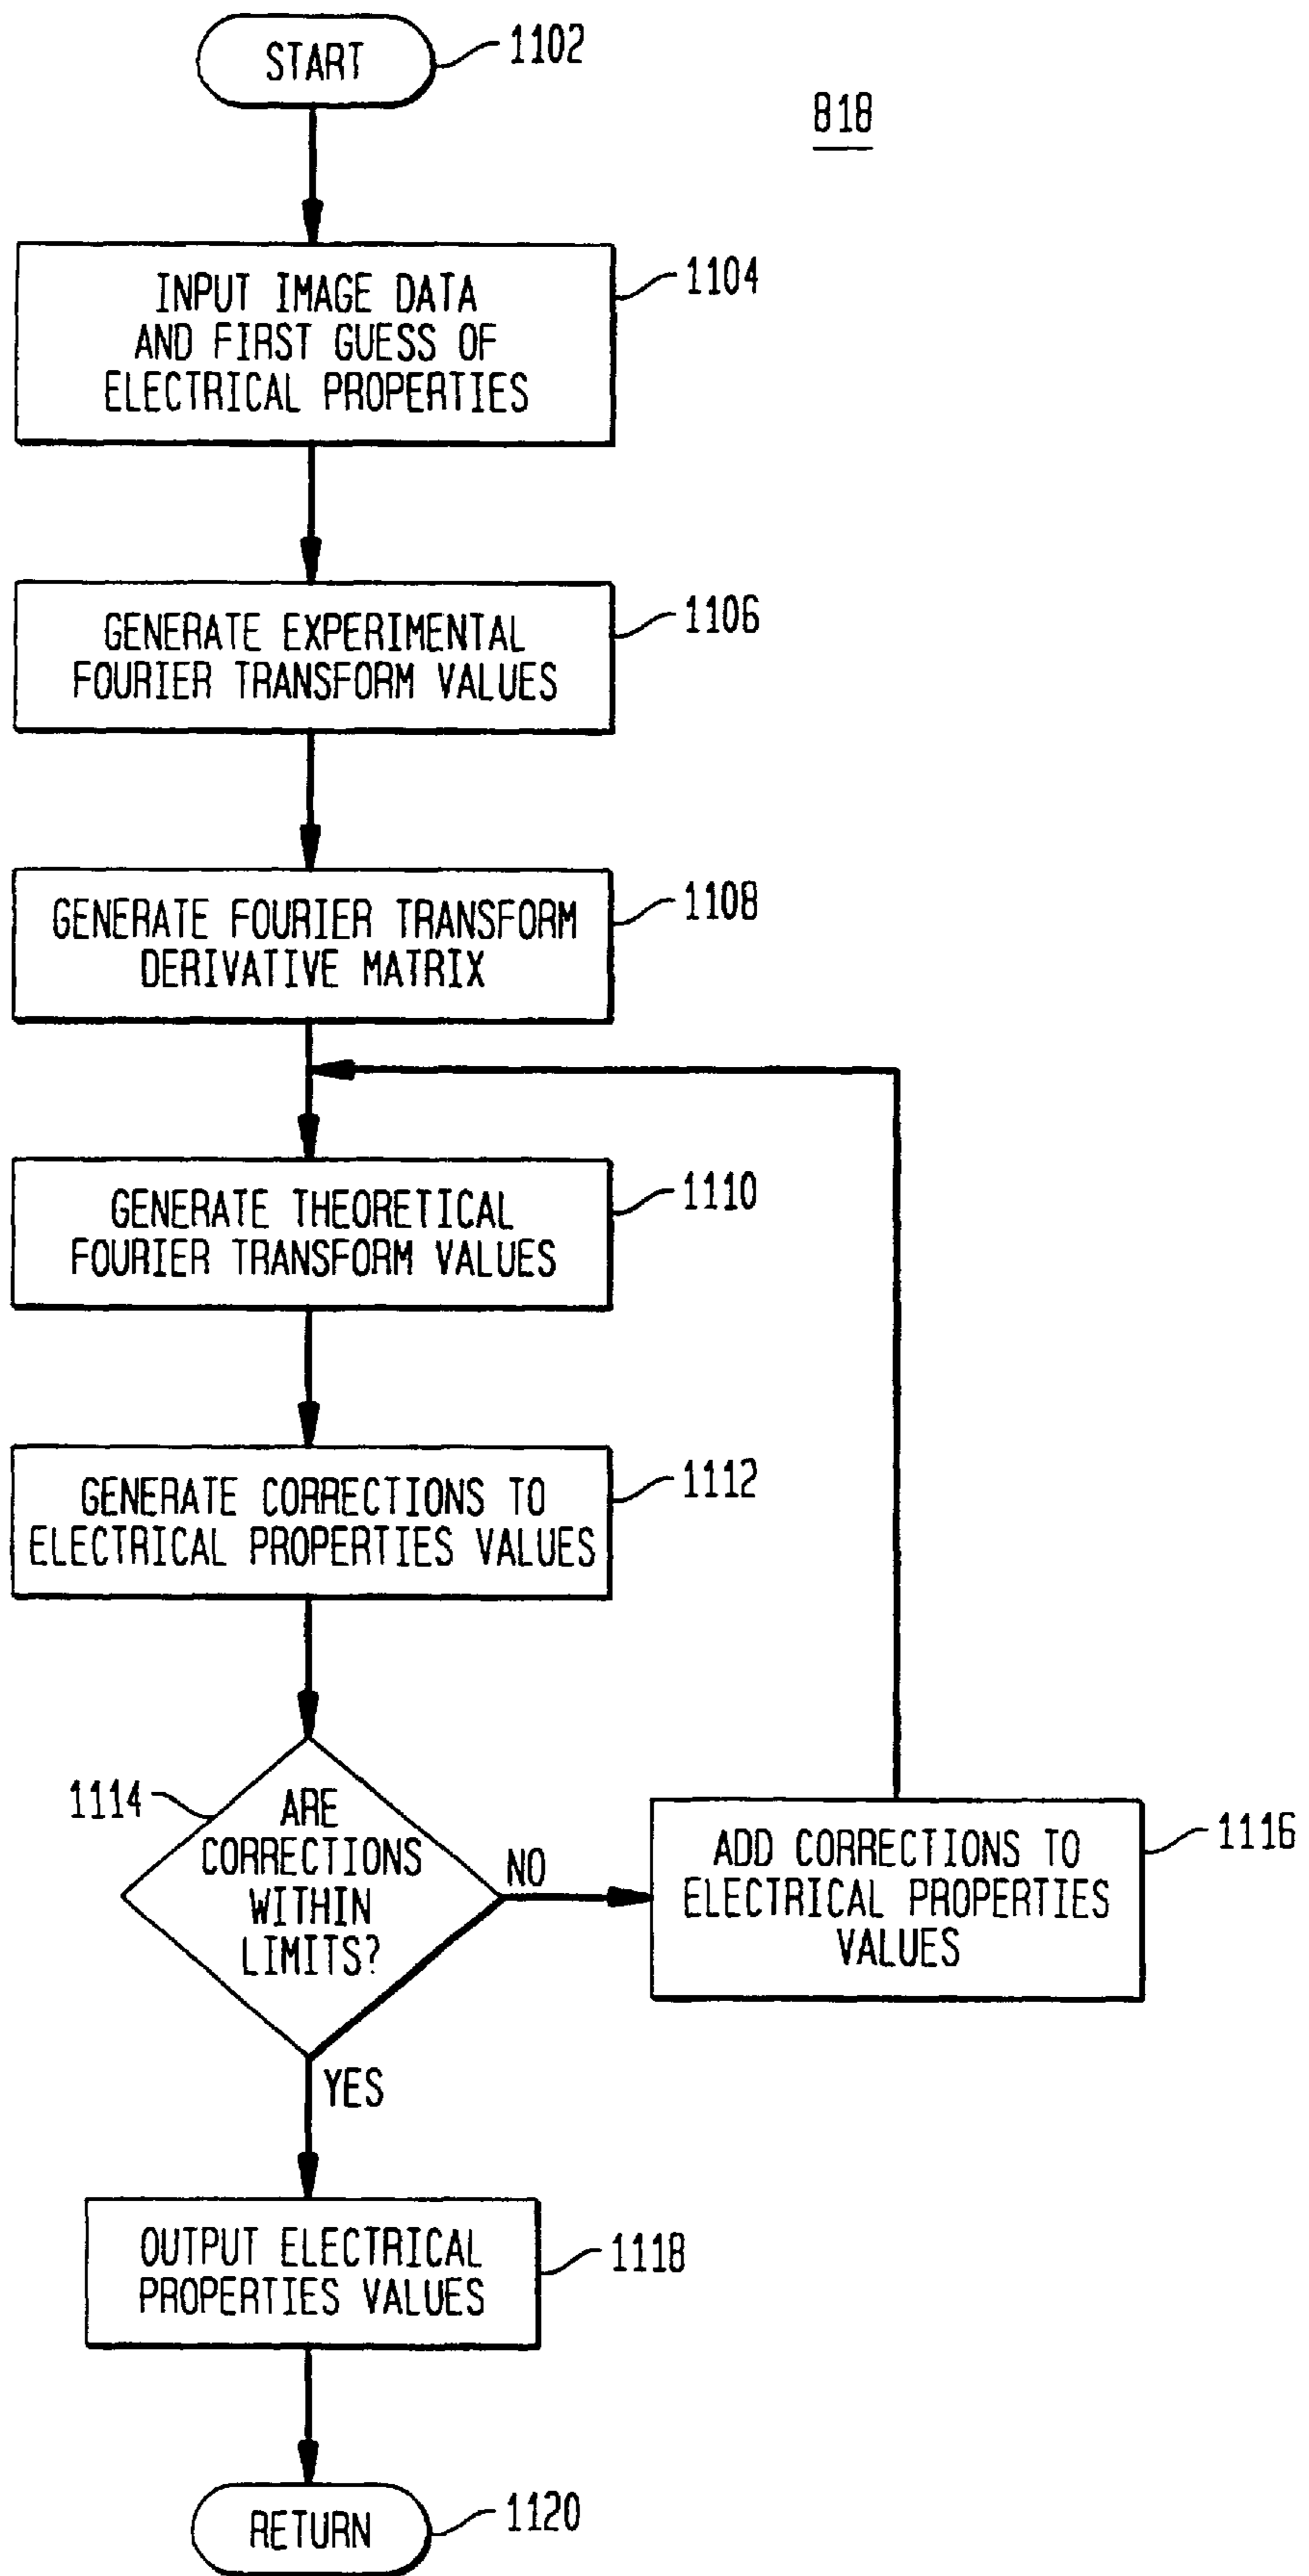 START
1102
818
INPUT IMAGE DATA
AND FIRST GUESS OF
ELECTRICAL PROPERTIES
1104
GENERATE EXPERIMENTAL
FOURIER TRANSFORM VALUES
1106
GENERATE FOURIER TRANSFORM
DERIVATIVE MATRIX
1108
GENERATE THEORETICAL
FOURIER TRANSFORM VALUES
1110
GENERATE CORRECTIONS TO
ELECTRICAL PROPERTIES VALUES
1112
1114
ARE
CORRECTIONS
WITHIN
LIMITS?
NO
ADD CORRECTIONS TO
ELECTRICAL PROPERTIES
VALUES
1116
YES
OUTPUT ELECTRICAL
PROPERTIES VALUES
1118
RETURN
1120